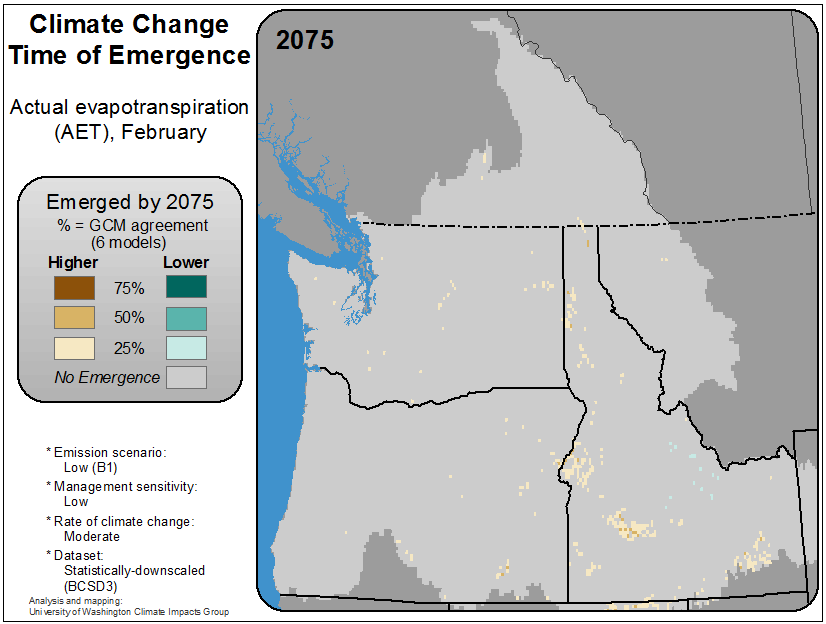 Climate Change
Time of Emergence
Actual evapotranspiration
(AET), February
Emerged by 2075
% = GCM agreement
(6 models)
Higher Lower
75%
50%
25%
No Emergence
* Emission scenario:
Low (B1)
* Management sensitivity:
Low
* Rate of climate change:
Moderate
* Dataset:
Statistically-downscaled
(BCSD3)
Analysis and mapping:
University of Washington Climate Impacts Group
2075